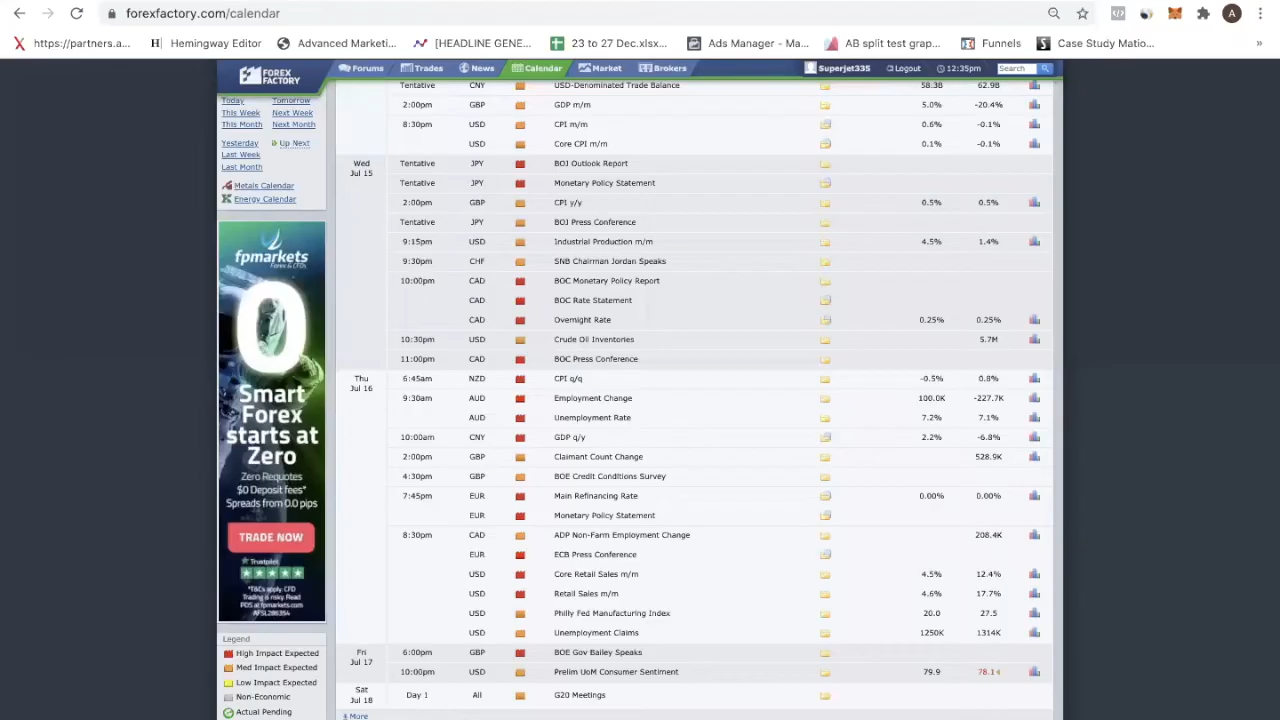 forexfactory.com/calendar
A
https://partners.a...
Hemingway Editor
Advanced Marketi...
[HEADLINE GENE...
23 to 27 Dec.xlsx...
Ads Manager - Ma...
AB split test grap...
Funnels
Case Study Matio...
»
FOREX FACTORY
Forums
Trades
News
Calendar
Market
Brokers
Superjet335
Logout
12:35pm
Search
Today Tomorrow
This Week Next Week
This Month Next Month
Yesterday Up Next
Last Week
Last Month
Metals Calendar
Energy Calendar
fpmarkets
Forex & CFDs
0
Smart
Forex
starts at
Zero
Zero Requotes
$0 Deposit fees*
Spreads from 0.0 pips
TRADE NOW
Trustpilot
*T&Cs apply. CFD
Trading is risky. Read
PDS at fpmarkets.com
AFSL286354
Legend
High Impact Expected
Med Impact Expected
Low Impact Expected
Non-Economic
Actual Pending
Tentative CNY USD-Denominated Trade Balance 58.3B 62.9B
2:00pm GBP GDP m/m 5.0% -20.4%
8:30pm USD CPI m/m 0.6% -0.1%
USD Core CPI m/m 0.1% -0.1%
Wed Jul 15 Tentative JPY BOJ Outlook Report
Tentative JPY Monetary Policy Statement
2:00pm GBP CPI y/y 0.5% 0.5%
Tentative JPY BOJ Press Conference
9:15pm USD Industrial Production m/m 4.5% 1.4%
9:30pm CHF SNB Chairman Jordan Speaks
10:00pm CAD BOC Monetary Policy Report
CAD BOC Rate Statement
CAD Overnight Rate 0.25% 0.25%
10:30pm USD Crude Oil Inventories 5.7M
11:00pm CAD BOC Press Conference
Thu Jul 16 6:45am NZD CPI q/q -0.5% 0.8%
9:30am AUD Employment Change 100.0K -227.7K
AUD Unemployment Rate 7.2% 7.1%
10:00am CNY GDP q/y 2.2% -6.8%
2:00pm GBP Claimant Count Change 528.9K
4:30pm GBP BOE Credit Conditions Survey
7:45pm EUR Main Refinancing Rate 0.00% 0.00%
EUR Monetary Policy Statement
8:30pm CAD ADP Non-Farm Employment Change 208.4K
EUR ECB Press Conference
USD Core Retail Sales m/m 4.5% 12.4%
USD Retail Sales m/m 4.6% 17.7%
USD Philly Fed Manufacturing Index 20.0 27.5
USD Unemployment Claims 1250K 1314K
Fri Jul 17 6:00pm GBP BOE Gov Bailey Speaks
10:00pm USD Prelim UoM Consumer Sentiment 79.9 78.1
Sat Jul 18 Day 1 All G20 Meetings
More